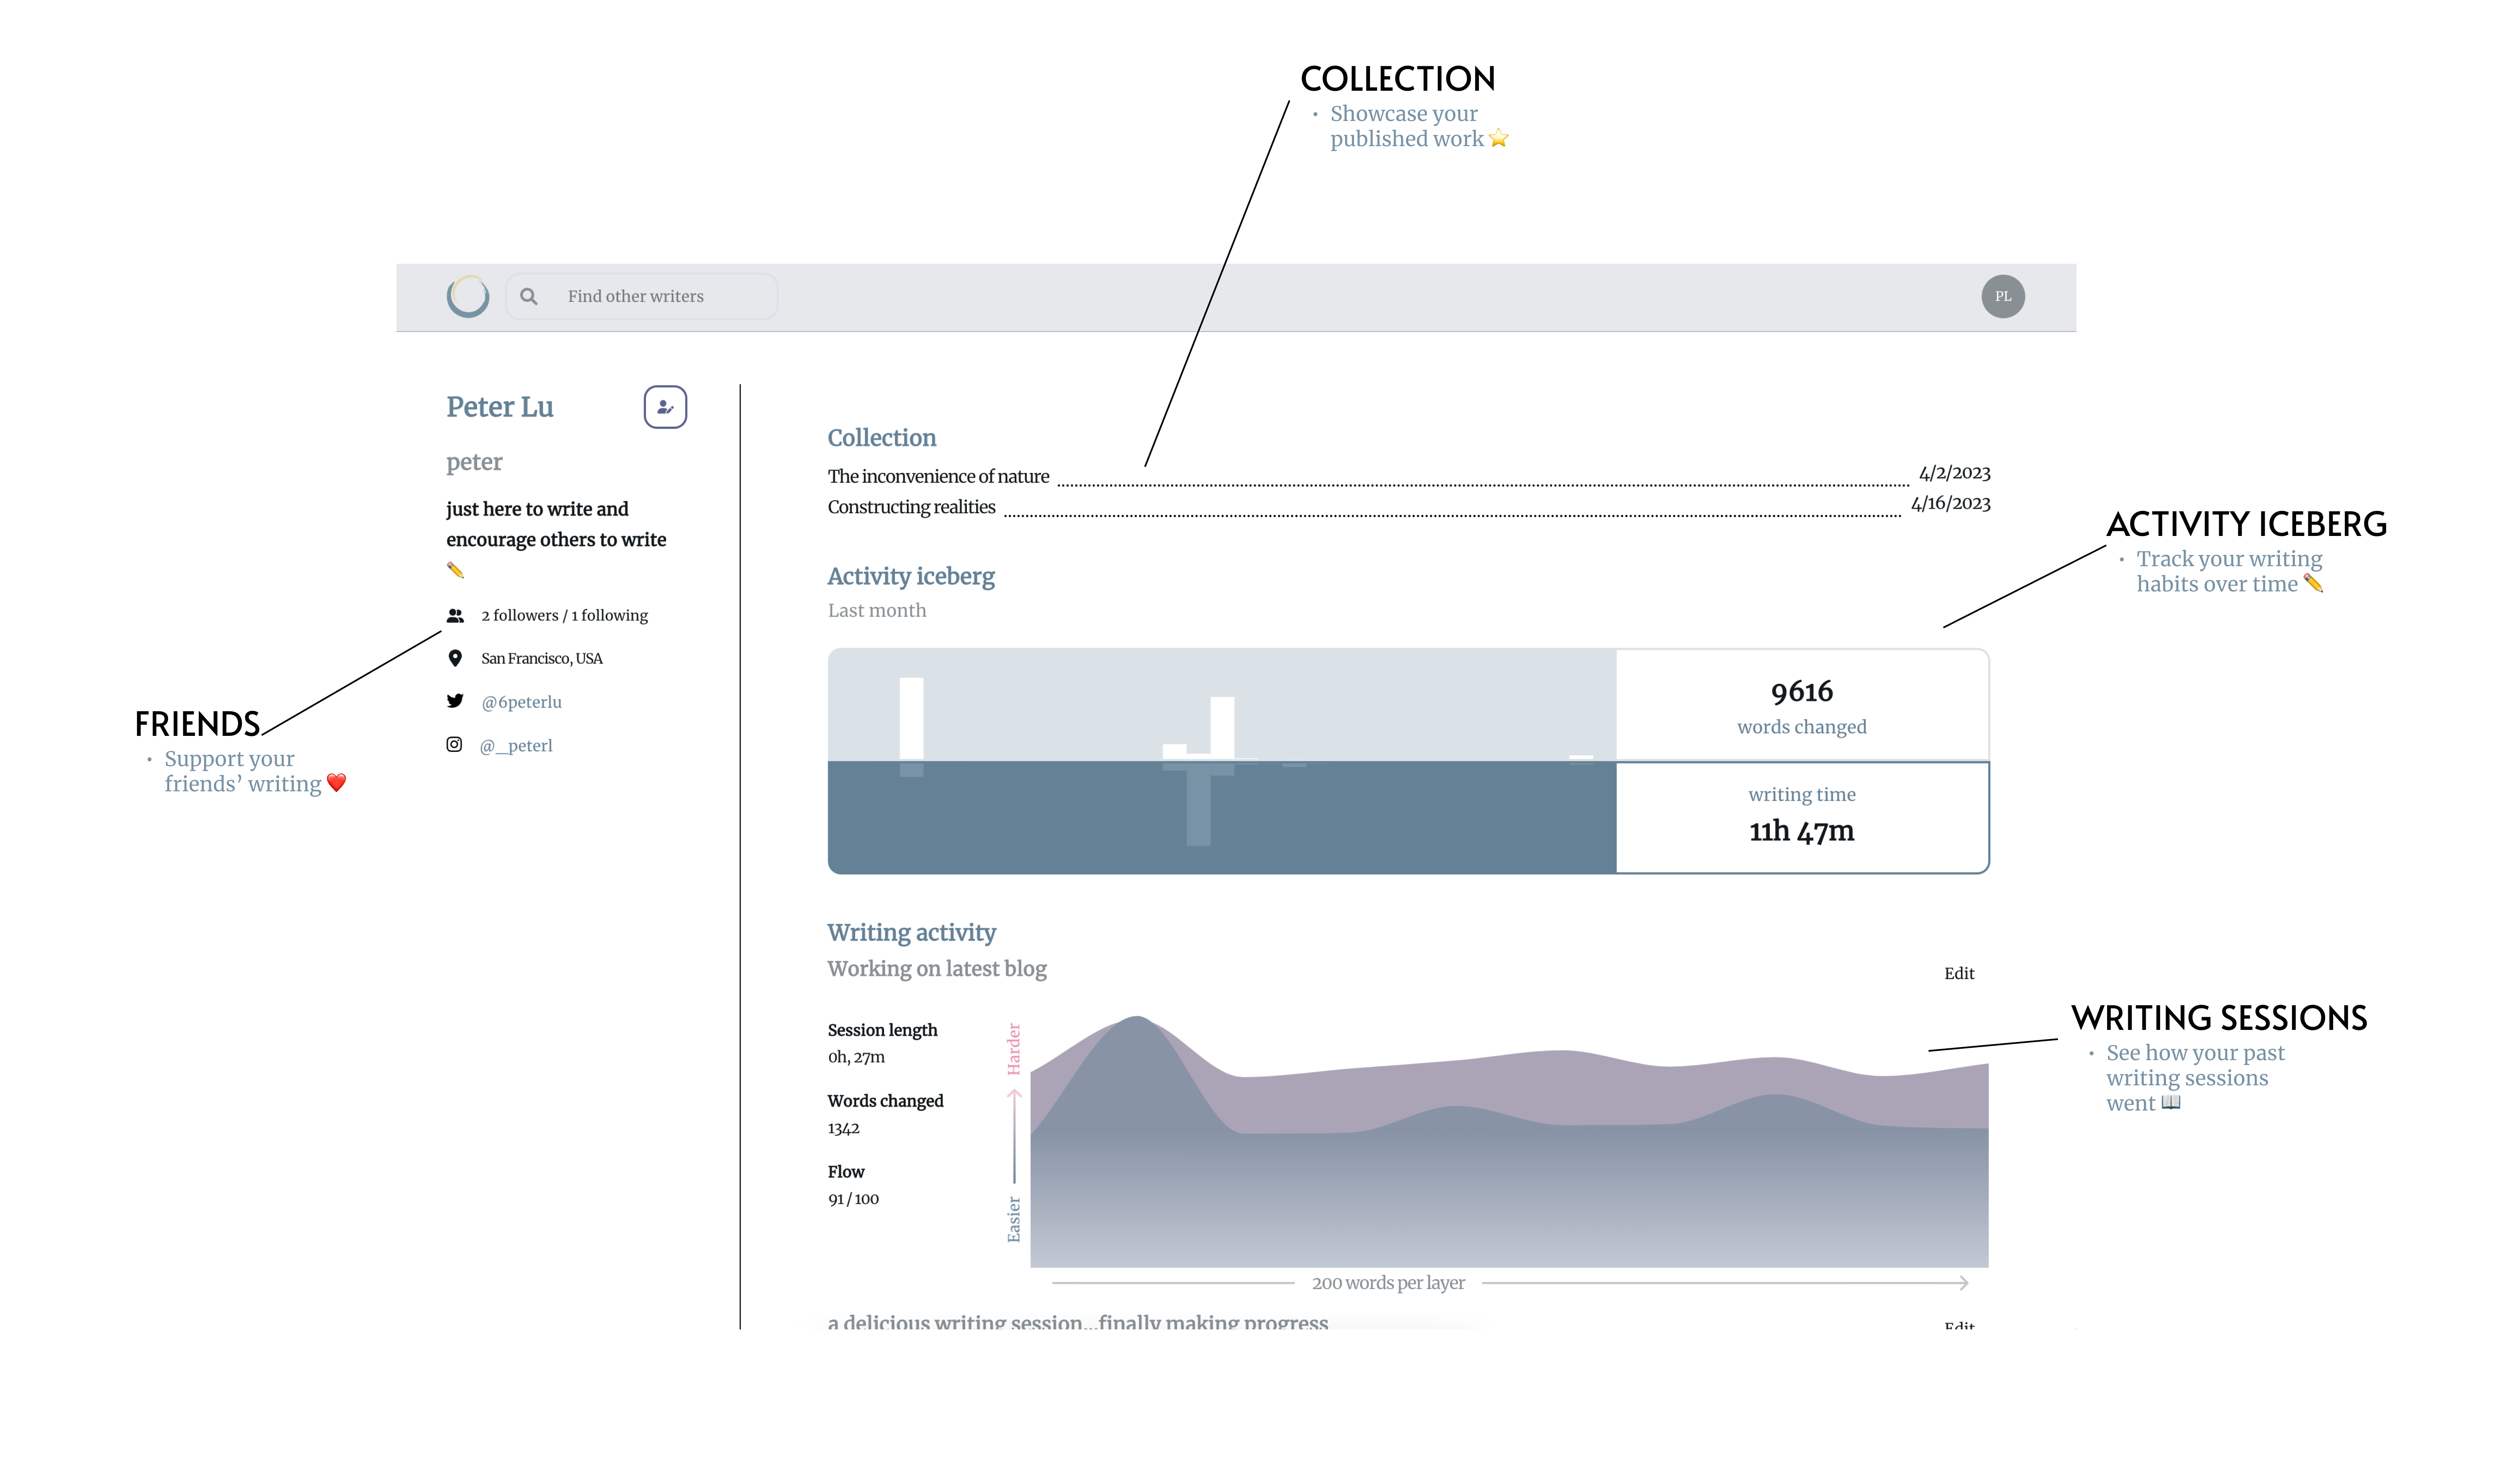 COLLECTION
• Showcase your
published work ⭐
Find other writers
PL
Peter Lu
peter
just here to write and
encourage others to write
✏️
2 followers / 1 following
San Francisco, USA
@6peterlu
@__peterl
FRIENDS
• Support your
friends’ writing ❤️
Collection
The inconvenience of nature 4/2/2023
Constructing realities 4/16/2023
Activity iceberg
Last month
9616
words changed
writing time
11h 47m
ACTIVITY ICEBERG
• Track your writing
habits over time ✏️
Writing activity
Working on latest blog
Edit
Session length
0h, 27m
Words changed
1342
Flow
91 / 100
Harder
Easier
200 words per layer
WRITING SESSIONS
• See how your past
writing sessions
went 📖
a delicious writing session...finally making progress
Edit